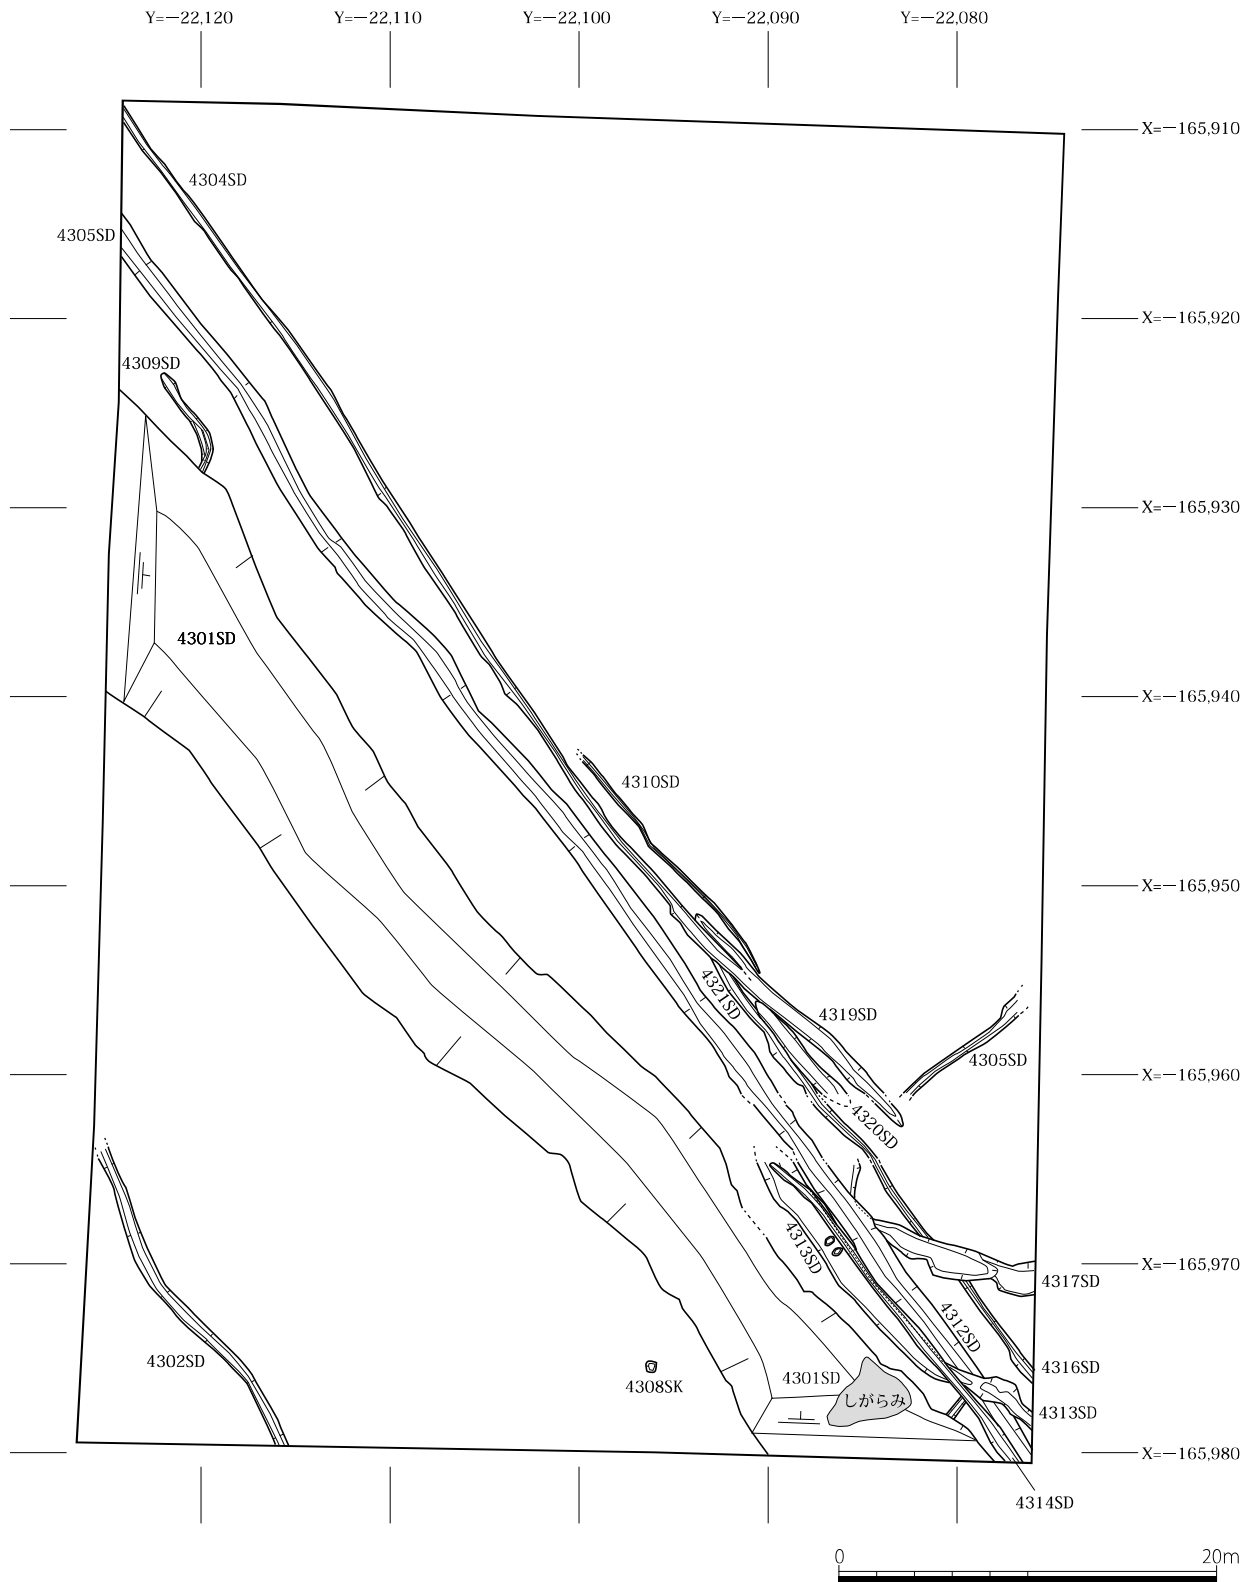 Y=−22,120
Y=−22,110
Y=−22,100
Y=−22,090
Y=−22,080
X=−165,910
4304SD
4305SD
X=−165,920
4309SD
X=−165,930
4301SD
X=−165,940
4310SD
X=−165,950
4321SD
4319SD
4305SD
X=−165,960
4320SD
4313SD
X=−165,970
4317SD
4312SD
4302SD
4316SD
4308SK
4301SD
しがらみ
4313SD
X=−165,980
4314SD
0
20m